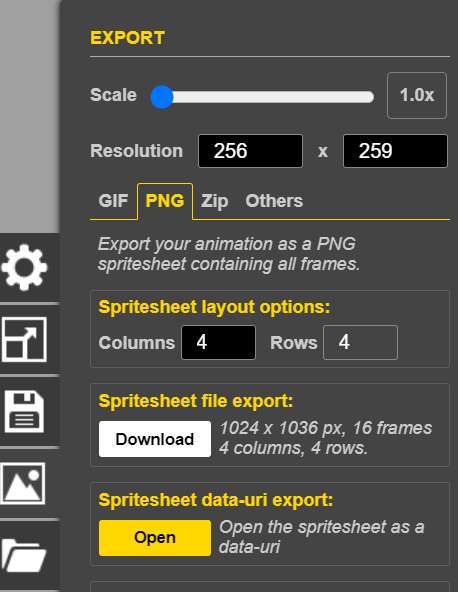 EXPORT
Scale 1.0x
Resolution 256 x 259
GIF PNG Zip Others
Export your animation as a PNG
spritesheet containing all frames.
Spritesheet layout options:
Columns 4 Rows 4
Spritesheet file export:
Download 1024 x 1036 px, 16 frames
4 columns, 4 rows.
Spritesheet data-uri export:
Open Open the spritesheet as a
data-uri